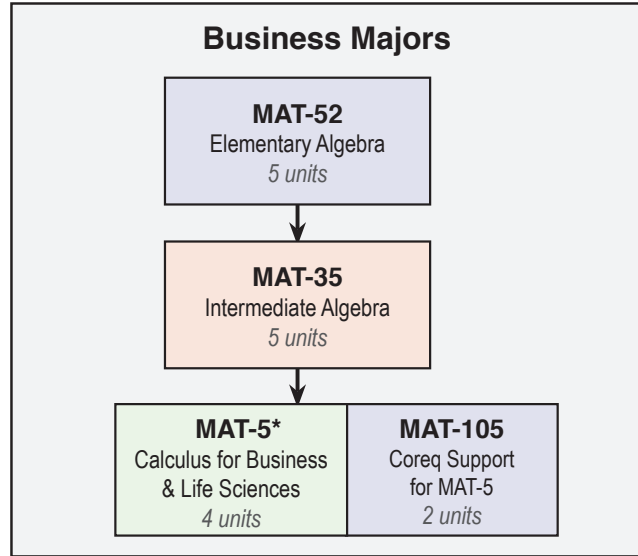 Business Majors
MAT-52
Elementary Algebra
5 units
MAT-35
Intermediate Algebra
5 units
MAT-5*
Calculus for Business
& Life Sciences
4 units
MAT-105
Coreq Support
for MAT-5
2 units